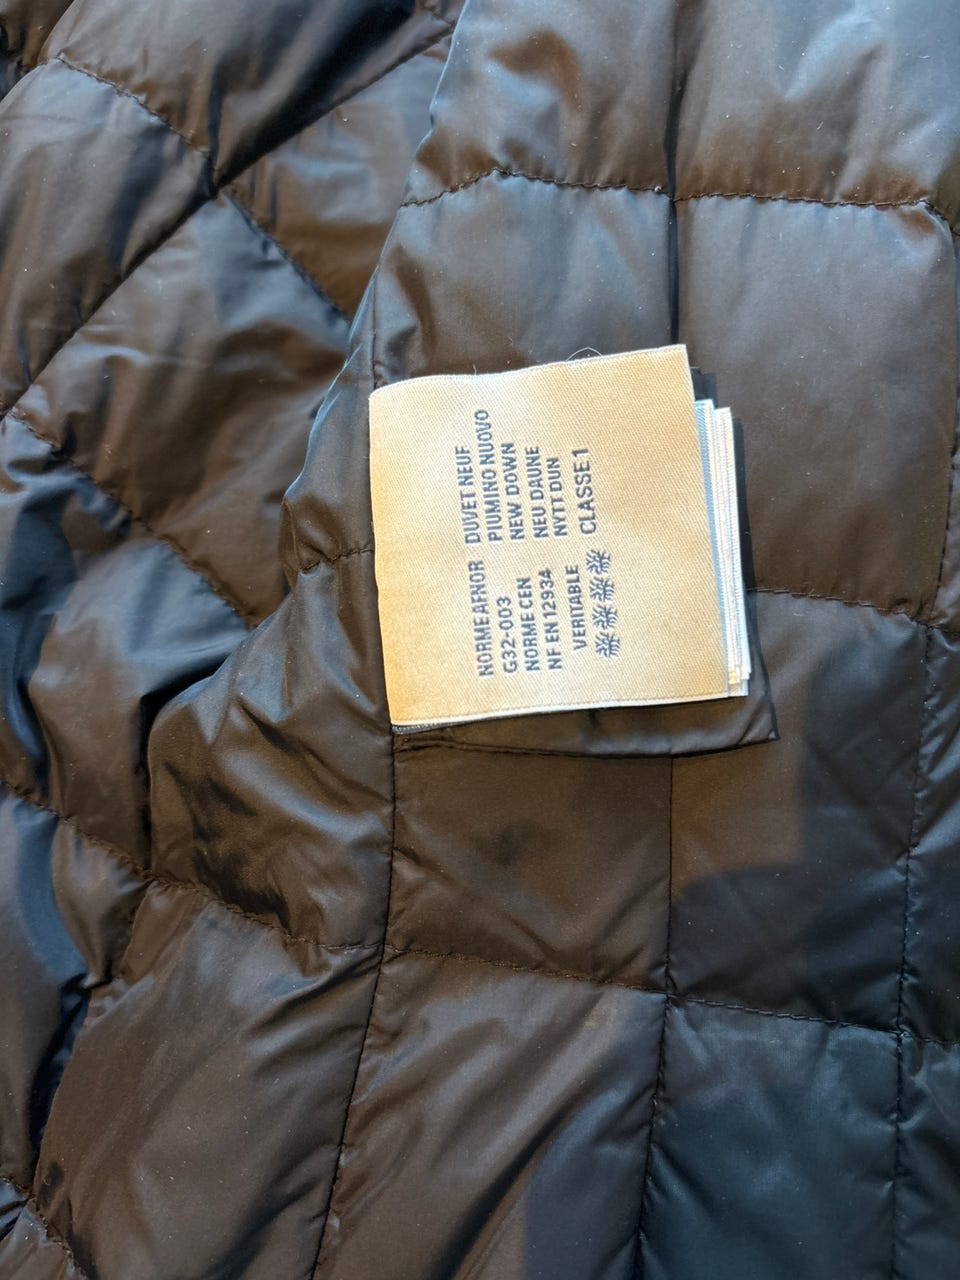 NORME AFNOR DUVET NEUF
G32-003 PIUMINO NUOVO
NORME CEN NEW DOWN
NF EN 12934 NEU DAUNE
NYTT DUN
VERITABLE CLASSE 1